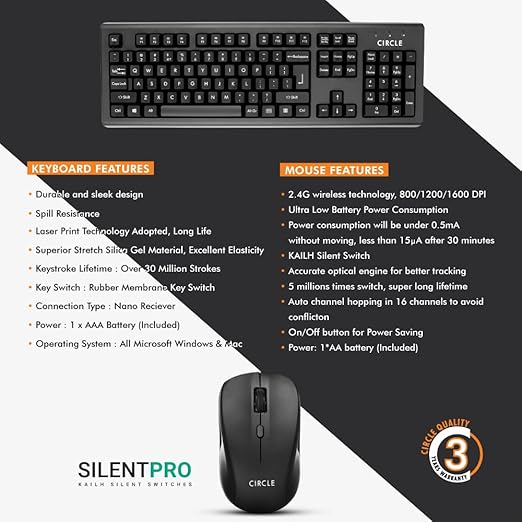 CIRCLE
KEYBOARD FEATURES
• Durable and sleek design
• Spill Resistance
• Laser Print Technology Adopted, Long Life
• Superior Stretch Silica Gel Material, Excellent Elasticity
• Keystroke Lifetime : Over 30 Million Strokes
• Key Switch : Rubber Membrane Key Switch
• Connection Type : Nano Reciever
• Power : 1 x AAA Battery (Included)
• Operating System : All Microsoft Windows & Mac
MOUSE FEATURES
• 2.4G wireless technology, 800/1200/1600 DPI
• Ultra Low Battery Power Consumption
• Power consumption will be under 0.5mA
without moving, less than 15µA after 30 minutes
• KAILH Silent Switch
• Accurate optical engine for better tracking
• 5 millions times switch, super long lifetime
• Auto channel hopping in 16 channels to avoid
confliction
• On/Off button for Power Saving
• Power: 1*AA battery (Included)
SILENTPRO
KAILH SILENT SWITCHES
CIRCLE
CIRCLE QUALITY
3
YEARS WARRANTY